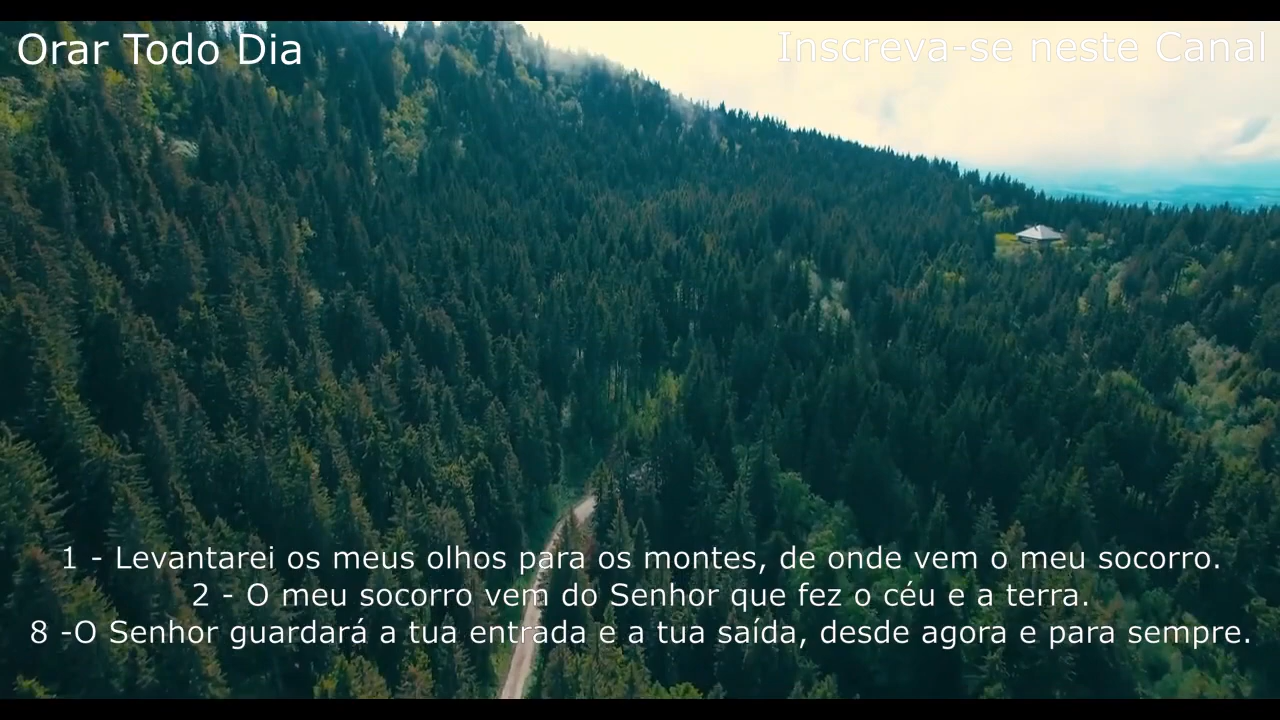 Orar Todo Dia
Inscreva-se neste Canal
1 - Levantarei os meus olhos para os montes, de onde vem o meu socorro.
2 - O meu socorro vem do Senhor que fez o céu e a terra.
8 -O Senhor guardará a tua entrada e a tua saída, desde agora e para sempre.